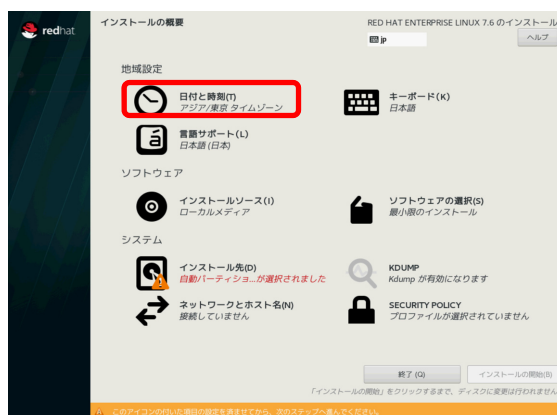 redhat
インストールの概要
RED HAT ENTERPRISE LINUX 7.6 のインストール
jp
ヘルプ
地域設定
日付と時刻(T)
アジア/東京 タイムゾーン
キーボード(K)
日本語
á
言語サポート(L)
日本語 (日本)
ソフトウェア
インストールソース(I)
ローカルメディア
ソフトウェアの選択(S)
最小限のインストール
システム
インストール先(D)
自動パーティショ...が選択されました
KDUMP
Kdump が有効になります
ネットワークとホスト名(N)
接続していません
SECURITY POLICY
プロファイルが選択されていません
終了 (Q)
インストールの開始(B)
「インストールの開始」をクリックするまで、ディスクに変更は行われません
このアイコンの付いた項目の設定を済ませてから、次のステップへ進んでください。